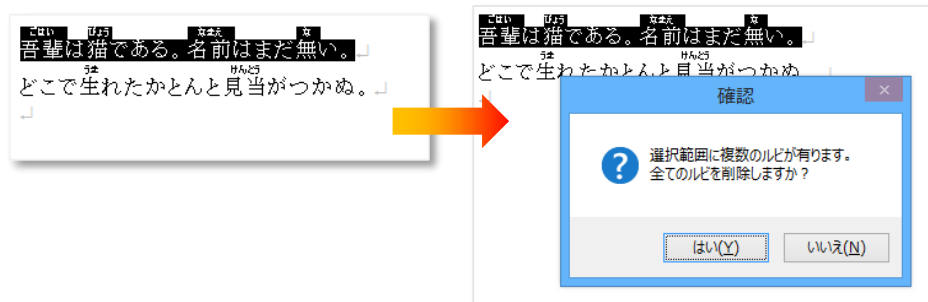 ごはい びょう なまえ な
吾輩は猫である。名前はまだ無い。
うま けんとう
どこで生れたかとんと見当がつかぬ。
ごはい びょう なまえ な
吾輩は猫である。名前はまだ無い。
うま けんとう
どこで生れたかとんと見当がつかぬ
確認
選択範囲に複数のルビが有ります。
全てのルビを削除しますか?
はい(Y) いいえ(N)